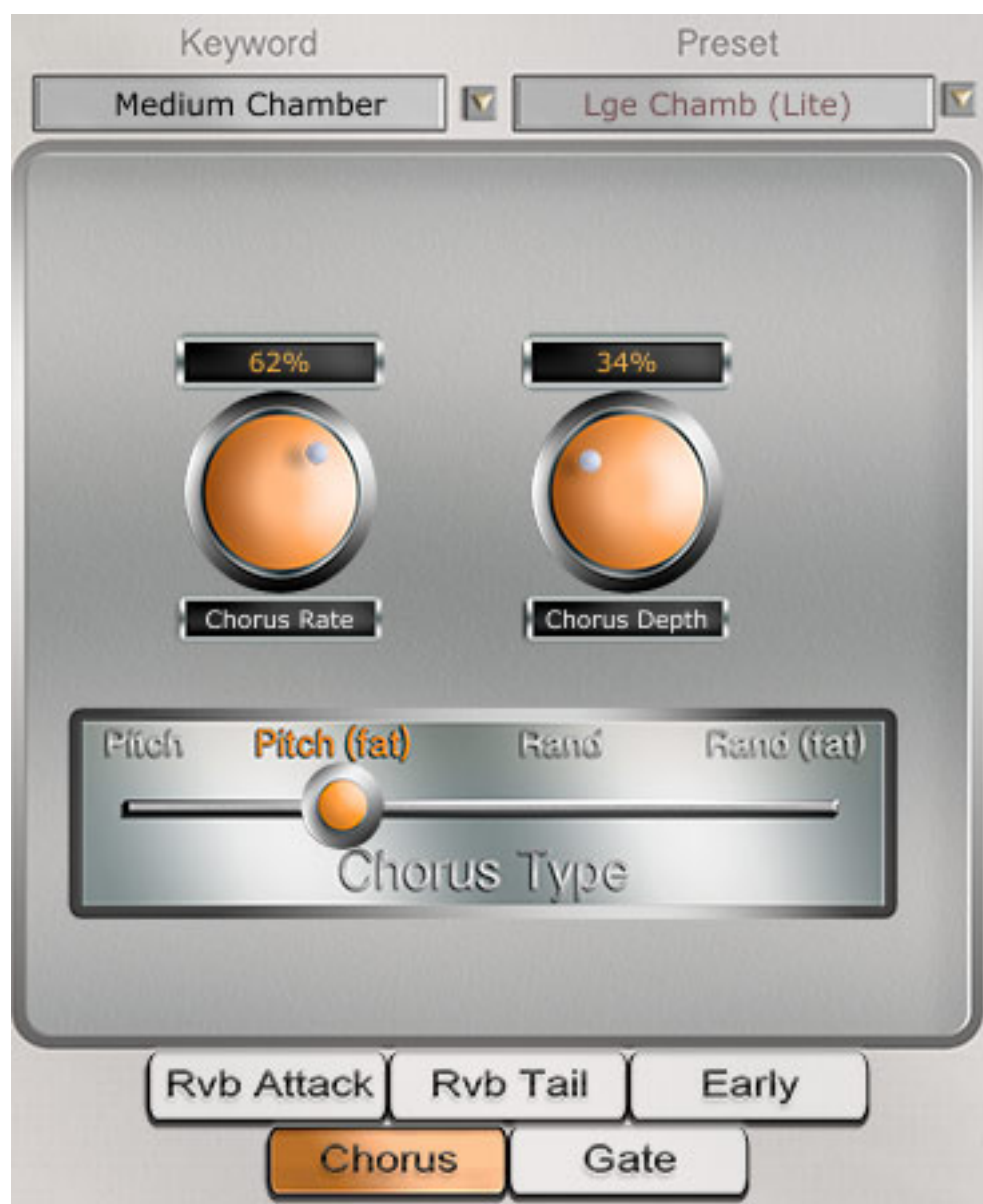 Keyword Preset
Medium Chamber Lge Chamb (Lite)
62% 34%
Chorus Rate Chorus Depth
Pitch Pitch (fat) Rand Rand (fat)
Chorus Type
Rvb Attack Rvb Tail Early
Chorus Gate